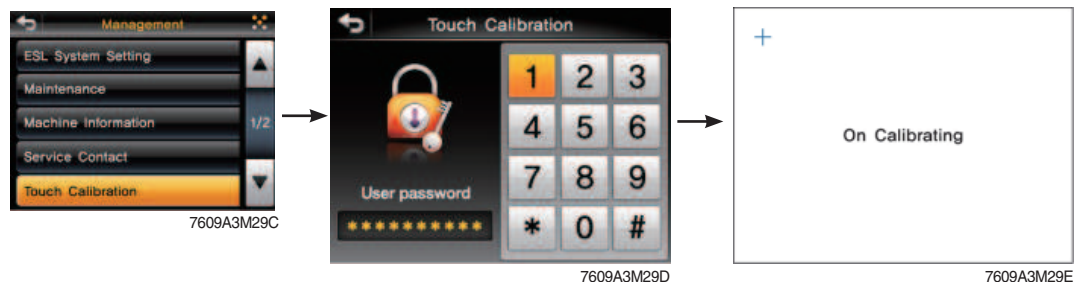 Management
ESL System Setting
Maintenance
Machine Information
1/2
Service Contact
Touch Calibration
7609A3M29C
Touch Calibration
User password
**********
1 2 3
4 5 6
7 8 9
* 0 #
7609A3M29D
+
On Calibrating
7609A3M29E